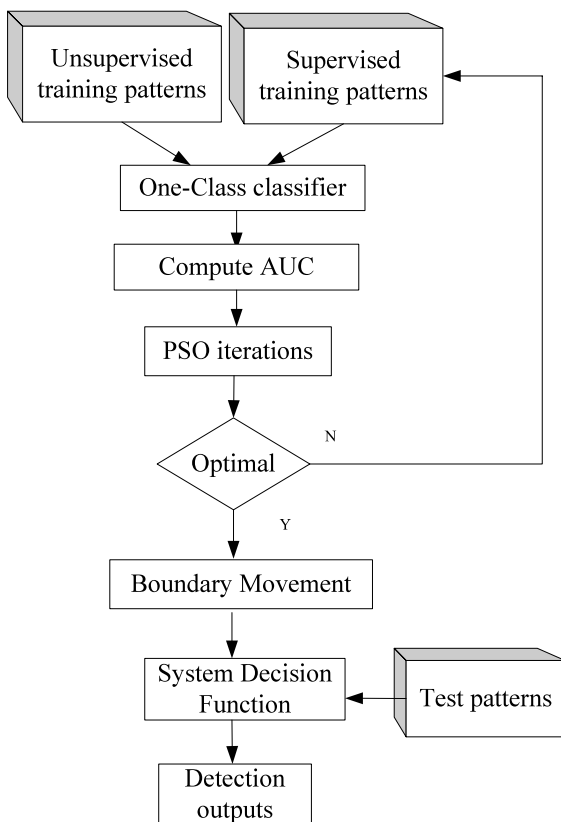 Unsupervised
training patterns
Supervised
training patterns
One-Class classifier
Compute AUC
PSO iterations
Optimal
N
Y
Boundary Movement
System Decision
Function
Test patterns
Detection
outputs